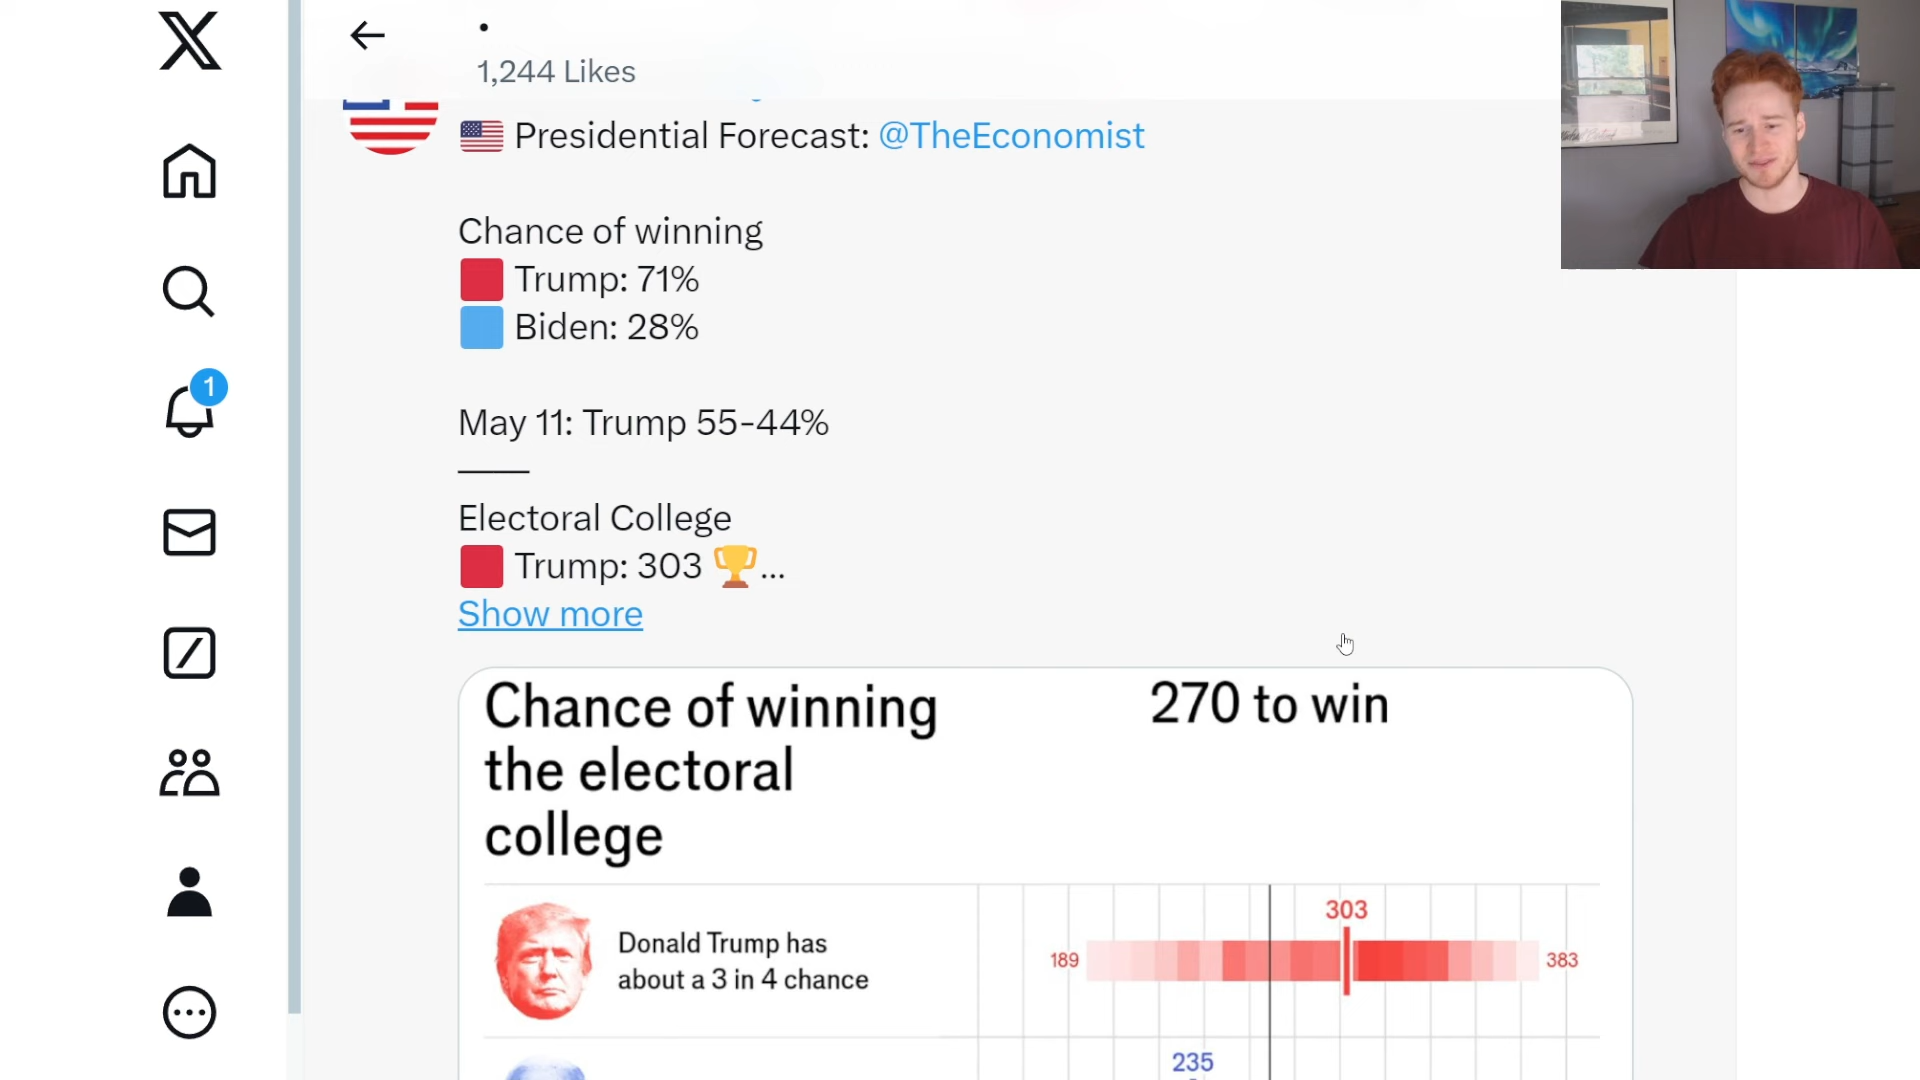 1,244 Likes
Presidential Forecast: @TheEconomist
Chance of winning
Trump: 71%
Biden: 28%
May 11: Trump 55-44%
Electoral College
Trump: 303 🏆...
Show more
1
Chance of winning
the electoral
college
270 to win
Donald Trump has
about a 3 in 4 chance
303
189
383
235